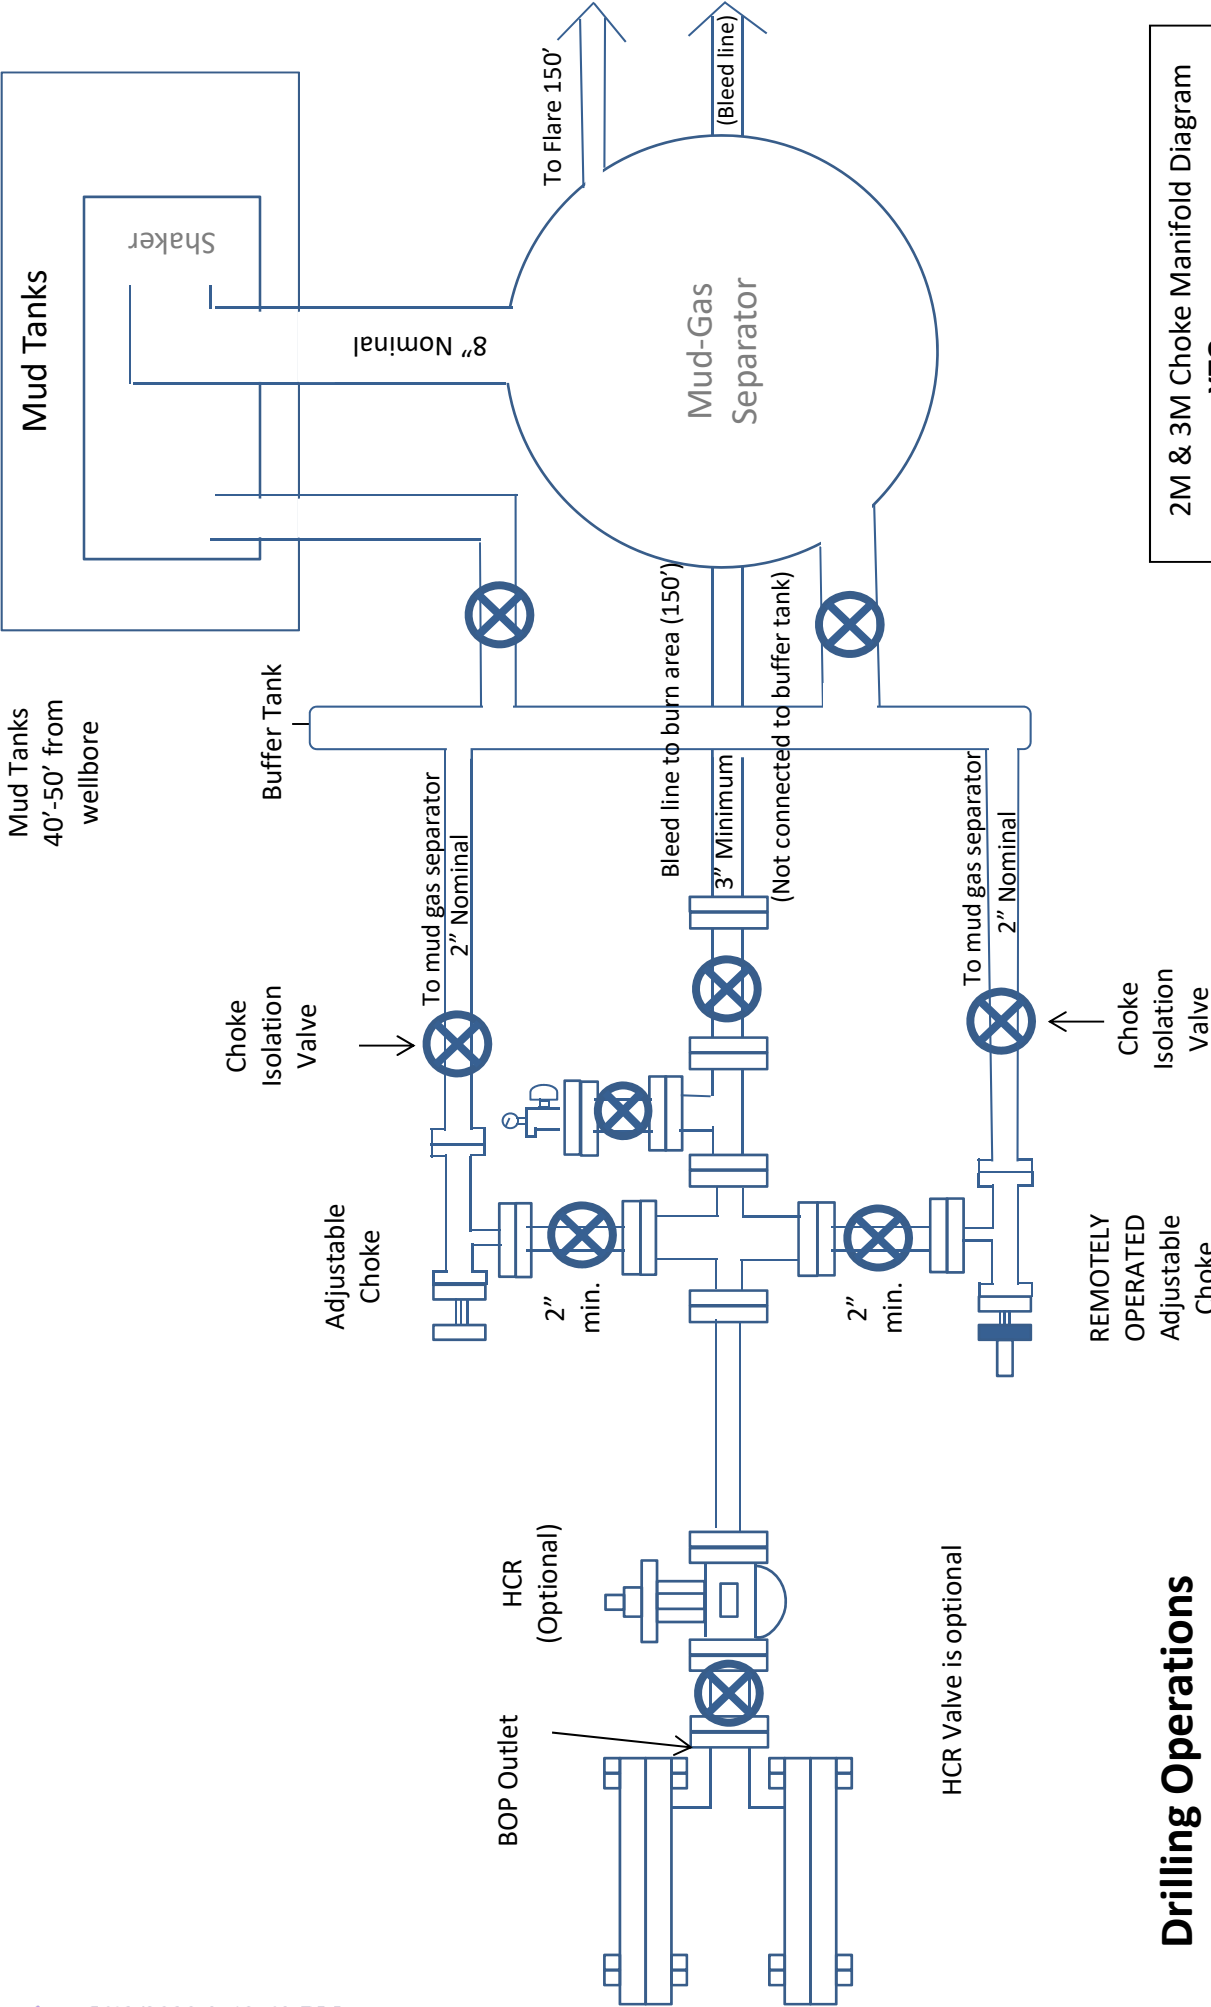 Mud Tanks
40’-50’ from
wellbore
Mud Tanks
Shaker
8” Nominal
To Flare 150’
(Bleed line)
Mud-Gas
Separator
Buffer Tank
Bleed line to burn area (150’)
3” Minimum
(Not connected to buffer tank)
To mud gas separator
2” Nominal
To mud gas separator
2” Nominal
Choke
Isolation
Valve
Choke
Isolation
Valve
Adjustable
Choke
2”
min.
2”
min.
REMOTELY
OPERATED
Adjustable
Choke
HCR
(Optional)
BOP Outlet
HCR Valve is optional
Drilling Operations
2M & 3M Choke Manifold Diagram